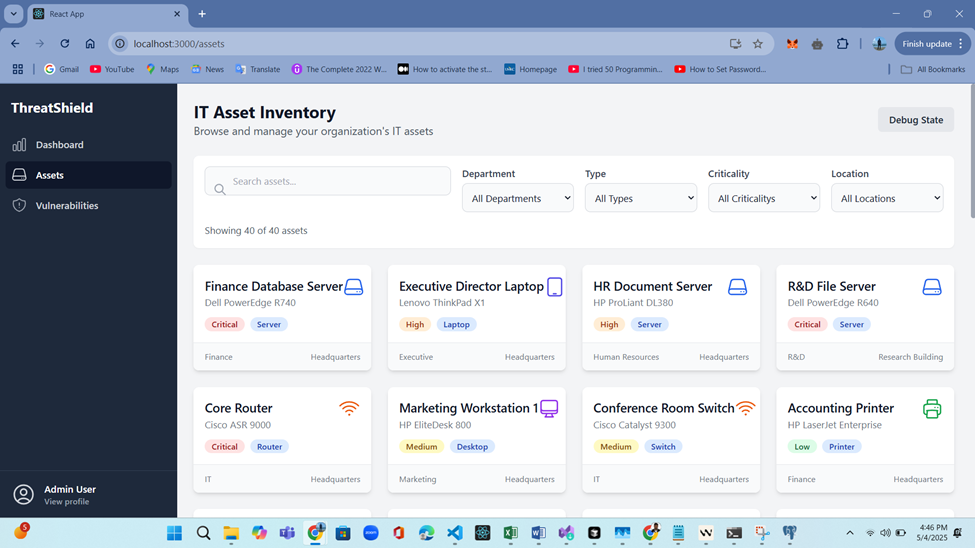 React App
localhost:3000/assets
Finish update
Gmail
YouTube
Maps
News
Translate
The Complete 2022 W...
How to activate the st...
Homepage
I tried 50 Programmin...
How to Set Password...
All Bookmarks
ThreatShield
Dashboard
Assets
Vulnerabilities
Admin User
View profile
IT Asset Inventory
Browse and manage your organization's IT assets
Debug State
Search assets...
Department
Type
Criticality
Location
All Departments
All Types
All Criticalitys
All Locations
Showing 40 of 40 assets
Finance Database Server
Dell PowerEdge R740
Critical Server
Finance Headquarters
Executive Director Laptop
Lenovo ThinkPad X1
High Laptop
Executive Headquarters
HR Document Server
HP ProLiant DL380
High Server
Human Resources Headquarters
R&D File Server
Dell PowerEdge R640
Critical Server
R&D Research Building
Core Router
Cisco ASR 9000
Critical Router
IT Headquarters
Marketing Workstation 1
HP EliteDesk 800
Medium Desktop
Marketing Headquarters
Conference Room Switch
Cisco Catalyst 9300
Medium Switch
IT Headquarters
Accounting Printer
HP LaserJet Enterprise
Low Printer
Finance Headquarters
5
4:46 PM
5/4/2025